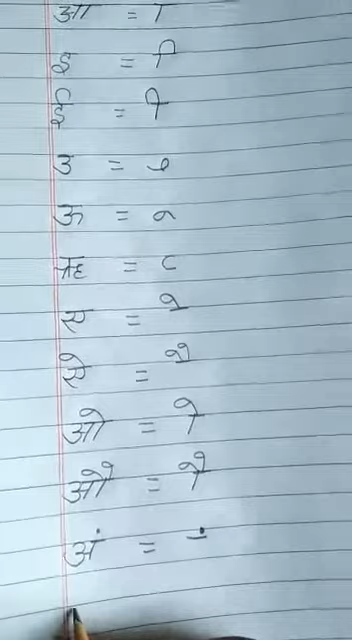 आ = ा
इ = ि
ई = ी
उ = ु
ऊ = ू
ऋ = ृ
ए = े
ऐ = ै
ओ = ो
औ = ौ
अं = ं